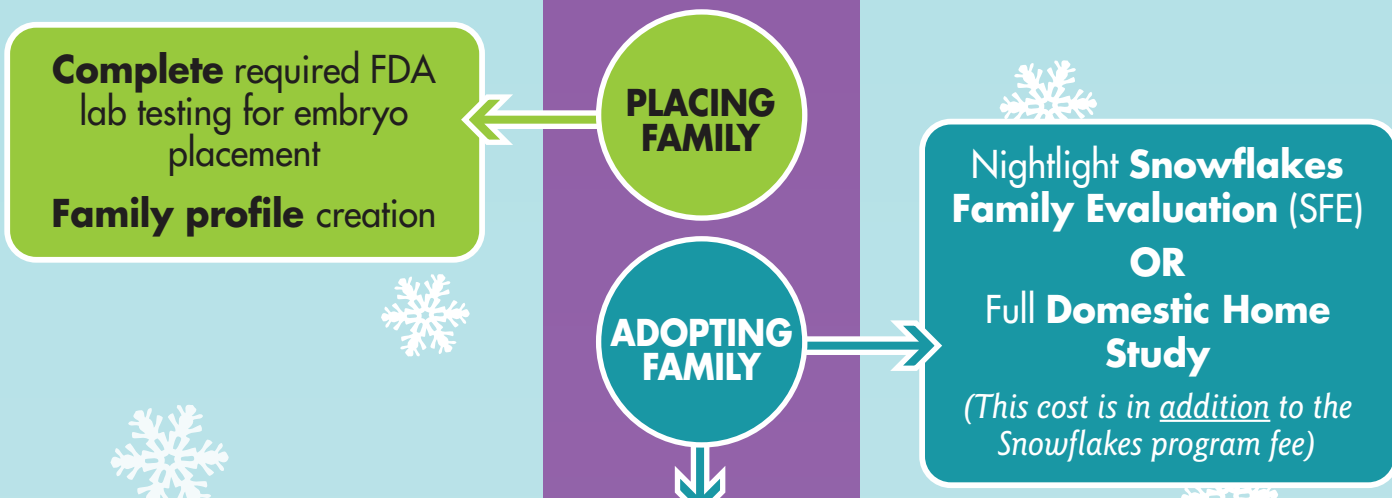 Complete required FDA
lab testing for embryo
placement
Family profile creation
PLACING
FAMILY
ADOPTING
FAMILY
Nightlight Snowflakes
Family Evaluation (SFE)
OR
Full Domestic Home
Study
(This cost is in addition to the
Snowflakes program fee)